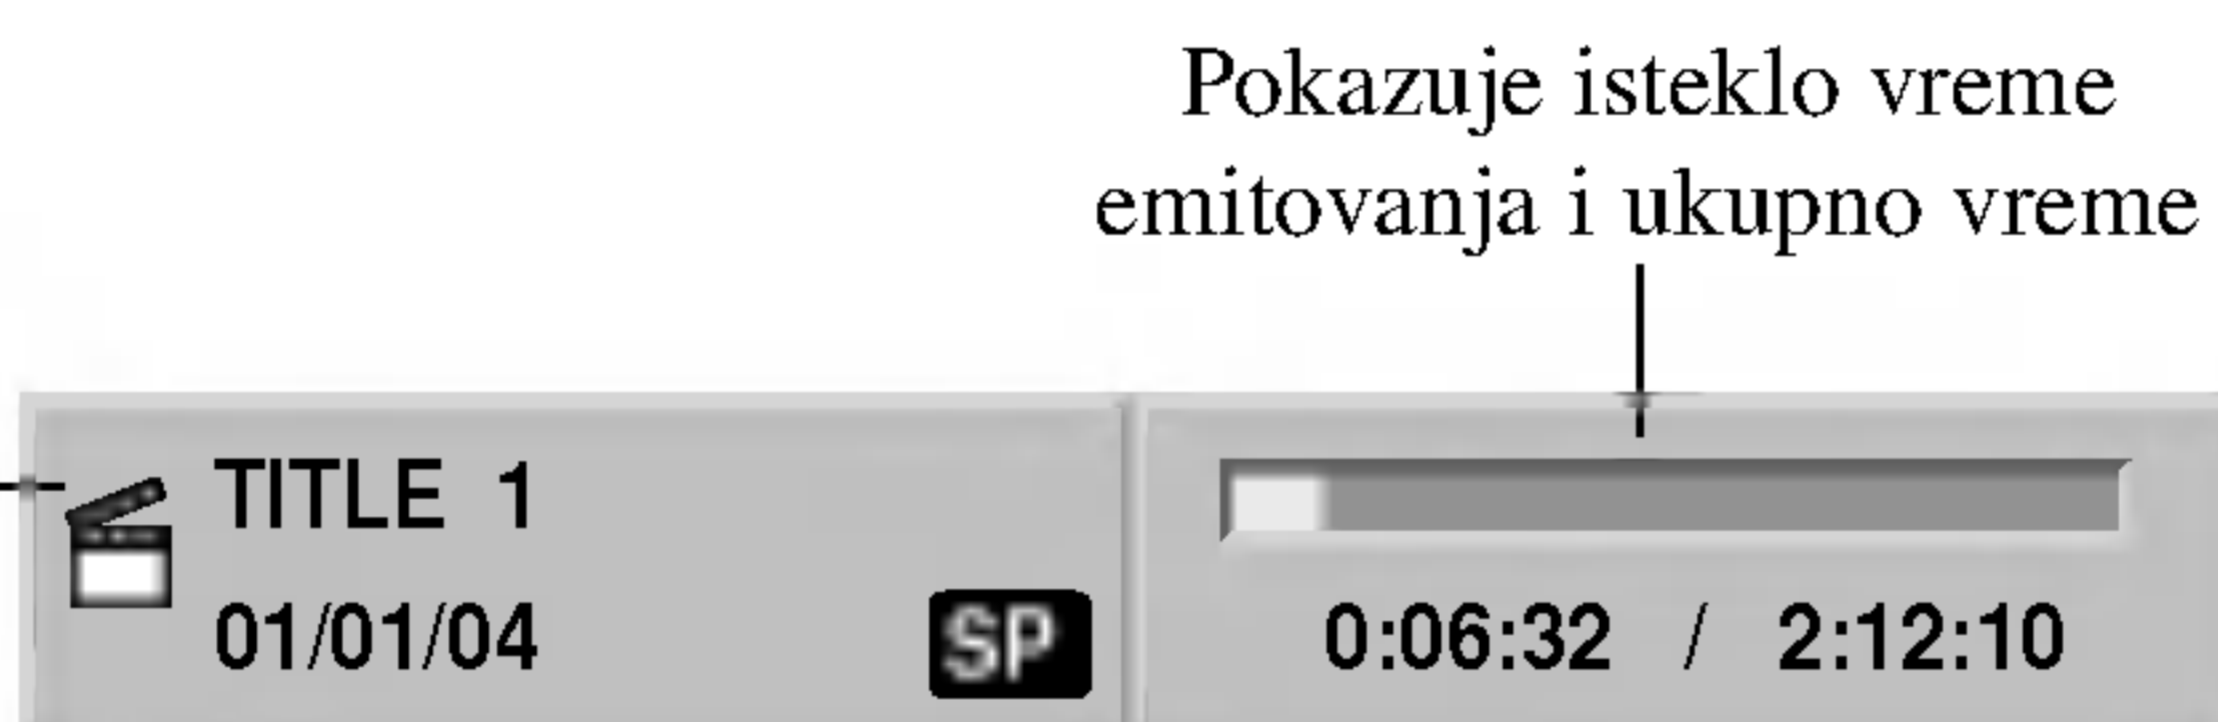 Pokazuje isteklo vreme
emitovanja i ukupno vreme
TITLE 1
01/01/04
SP
0:06:32 / 2:12:10